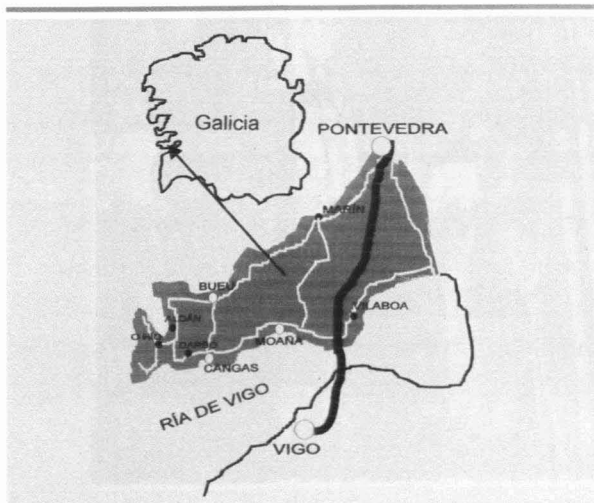 Galicia
PONTEVEDRA
MARÍN
BUEU
ALDÁN
VILABOA
MOAÑA
DARBO
CANGAS
RÍA DE VIGO
VIGO